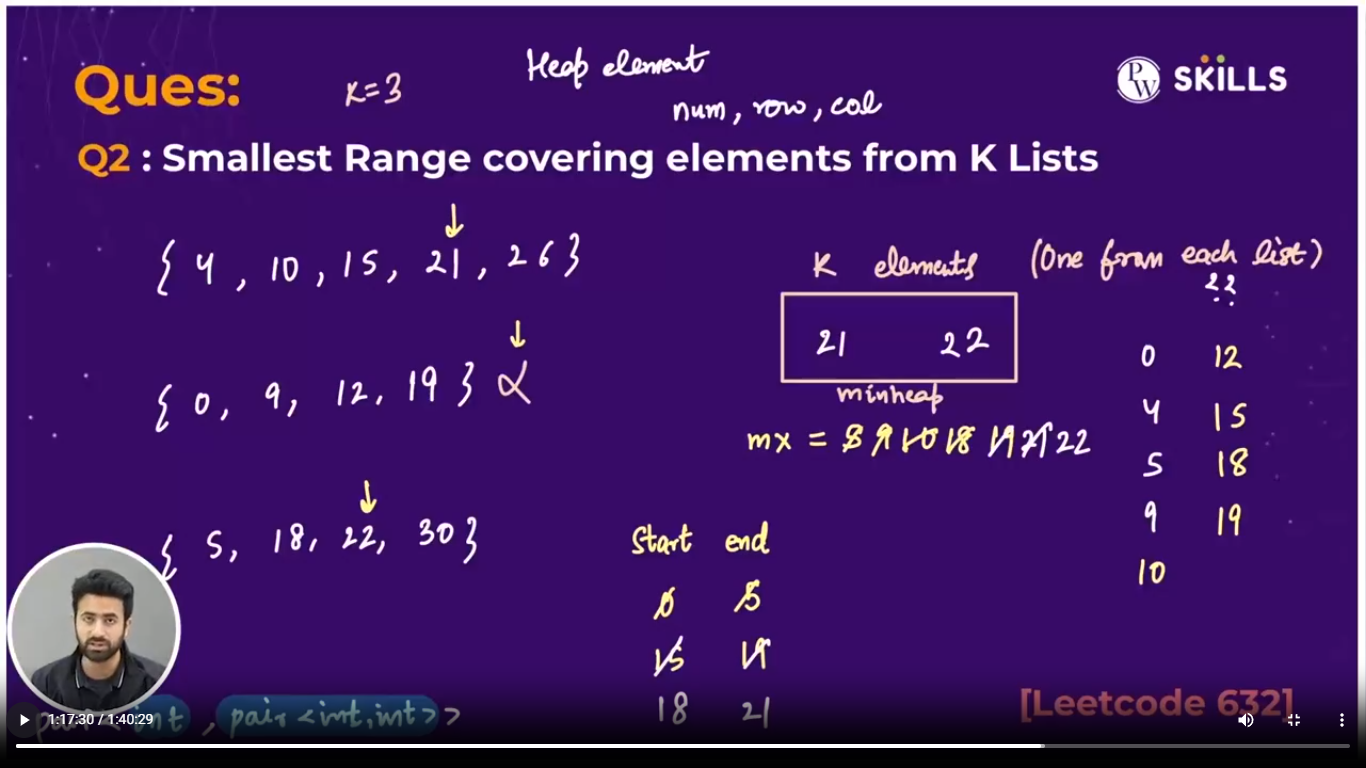 Ques:
K=3
Heap element
num, row, col
PW SKILLS
Q2 : Smallest Range covering elements from K Lists
{ 4, 10, 15, 21, 26}
K elements (One from each list)
22
21 22
minheap
0 12
4 15
5 18
9 19
10
{ 0, 9, 12, 19 }
mx = 5 9 10 18 19 21 22
{ 5, 18, 22, 30}
Start end
0 5
15 19
18 21
[Leetcode 632]
pair<int, pair<int,int>>
1:17:30 / 1:40:29